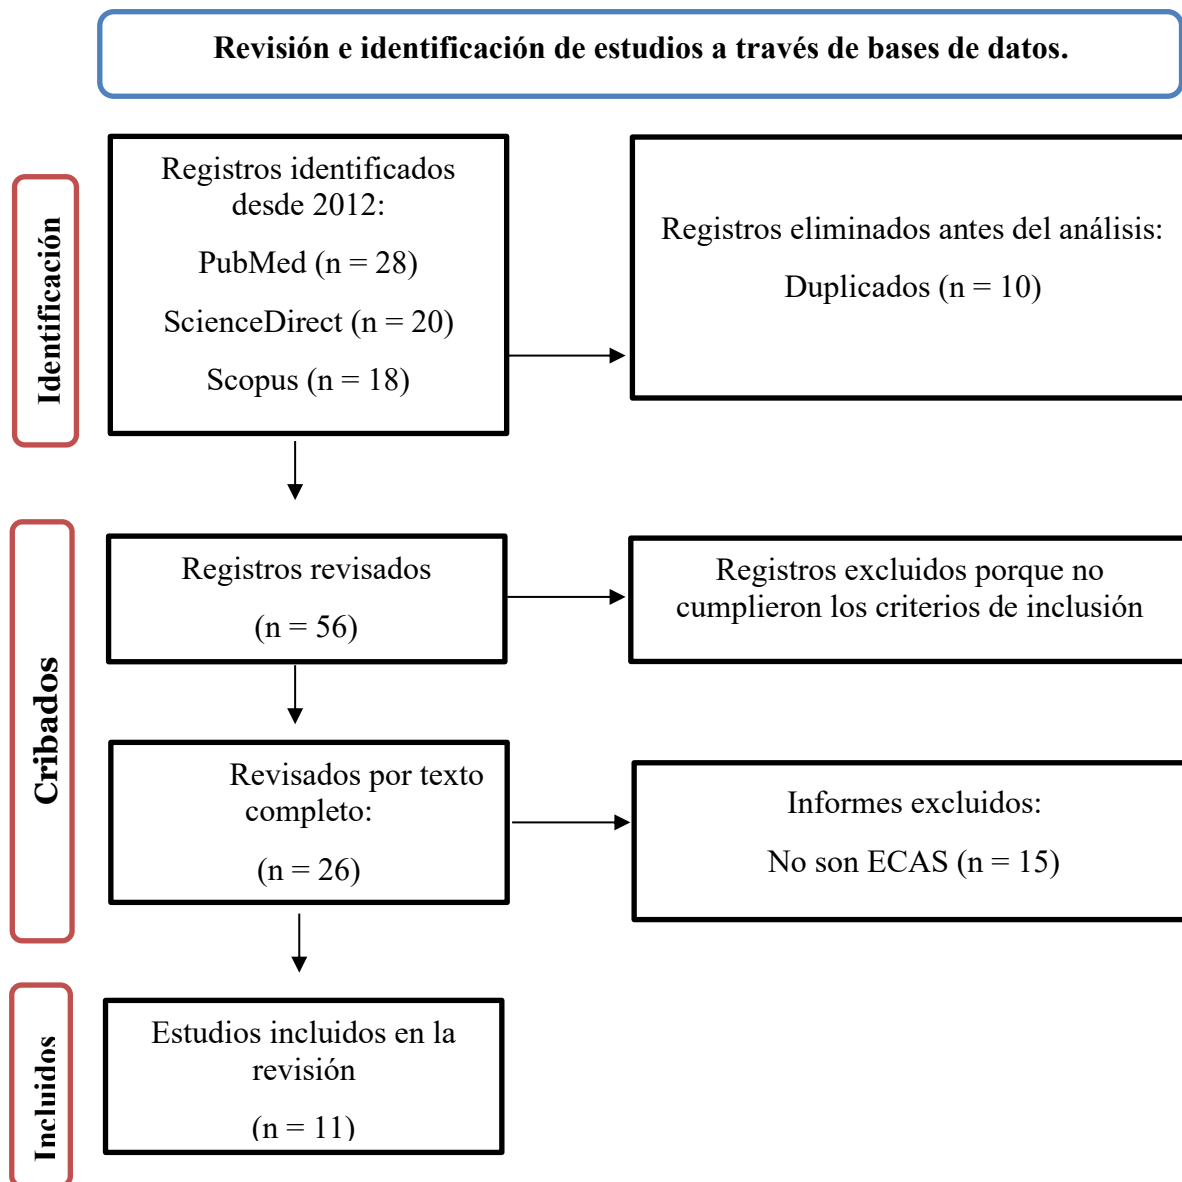 Revisión e identificación de estudios a través de bases de datos.
Identificación
Registros identificados
desde 2012:
PubMed (n = 28)
ScienceDirect (n = 20)
Scopus (n = 18)
Registros eliminados antes del análisis:
Duplicados (n = 10)
Cribados
Registros revisados
(n = 56)
Registros excluidos porque no
cumplieron los criterios de inclusión
Revisados por texto
completo:
(n = 26)
Informes excluidos:
No son ECAS (n = 15)
Incluidos
Estudios incluidos en la
revisión
(n = 11)